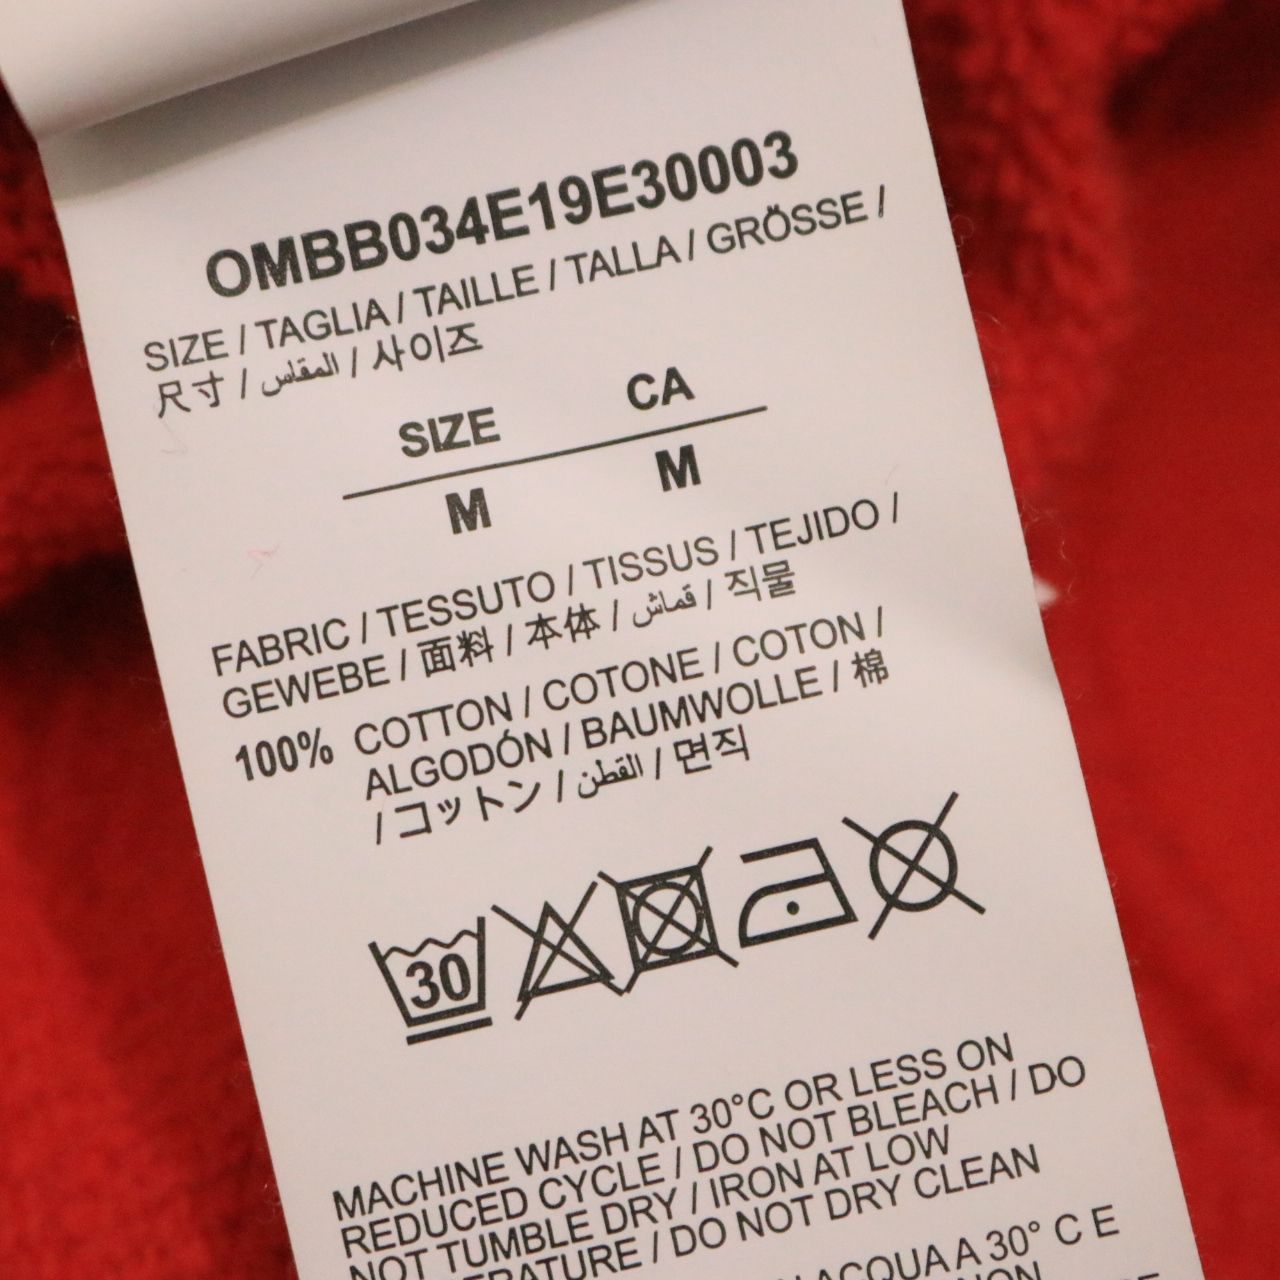 OMBB034E19E30003
SIZE / TAGLIA / TAILLE / TALLA / GRÖSSE /
尺寸 / المقاس / 사이즈
SIZE CA
M M
FABRIC / TESSUTO / TISSUS / TEJIDO /
GEWEBE / 面料 / 本体 / قماش / 직물
100% COTTON / COTONE / COTON /
ALGODÓN / BAUMWOLLE / 棉
/ コットン / القطن / 면직
30
MACHINE WASH AT 30°C OR LESS ON
REDUCED CYCLE / DO NOT BLEACH / DO
NOT TUMBLE DRY / IRON AT LOW
ERATURE / DO NOT DRY CLEAN
ACQUA A 30° C E